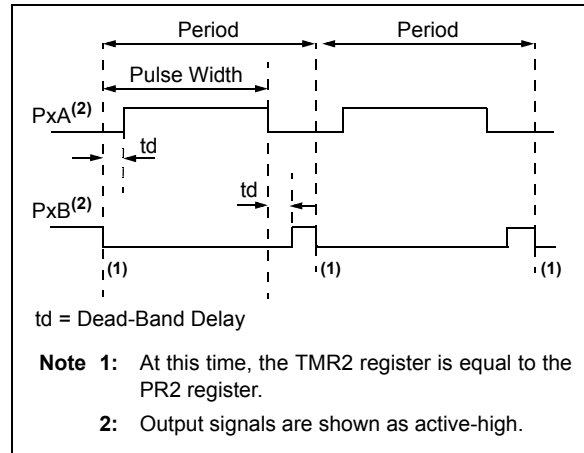 Period Period
Pulse Width
PxA(2)
td
td
PxB(2)
(1) (1) (1)
td = Dead-Band Delay
Note 1: At this time, the TMR2 register is equal to the
PR2 register.
2: Output signals are shown as active-high.